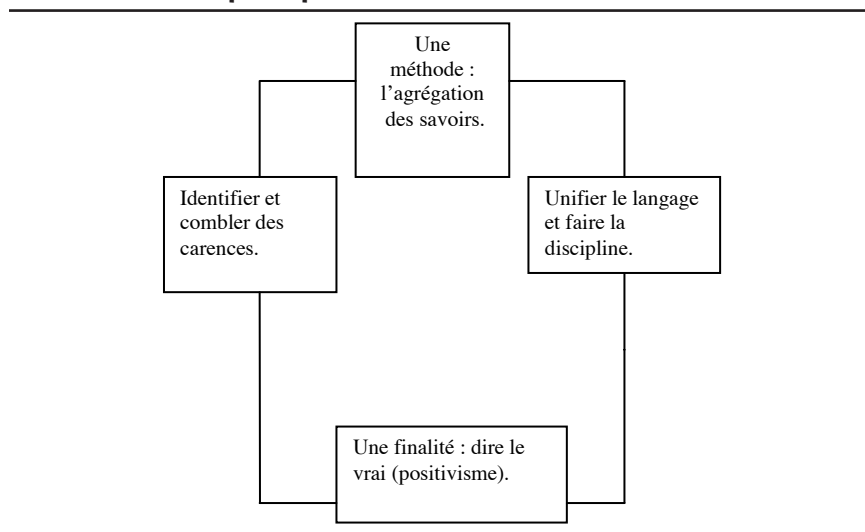 Une
méthode :
l’agrégation
des savoirs.
Identifier et
combler des
carences.
Unifier le langage
et faire la
discipline.
Une finalité : dire le
vrai (positivisme).